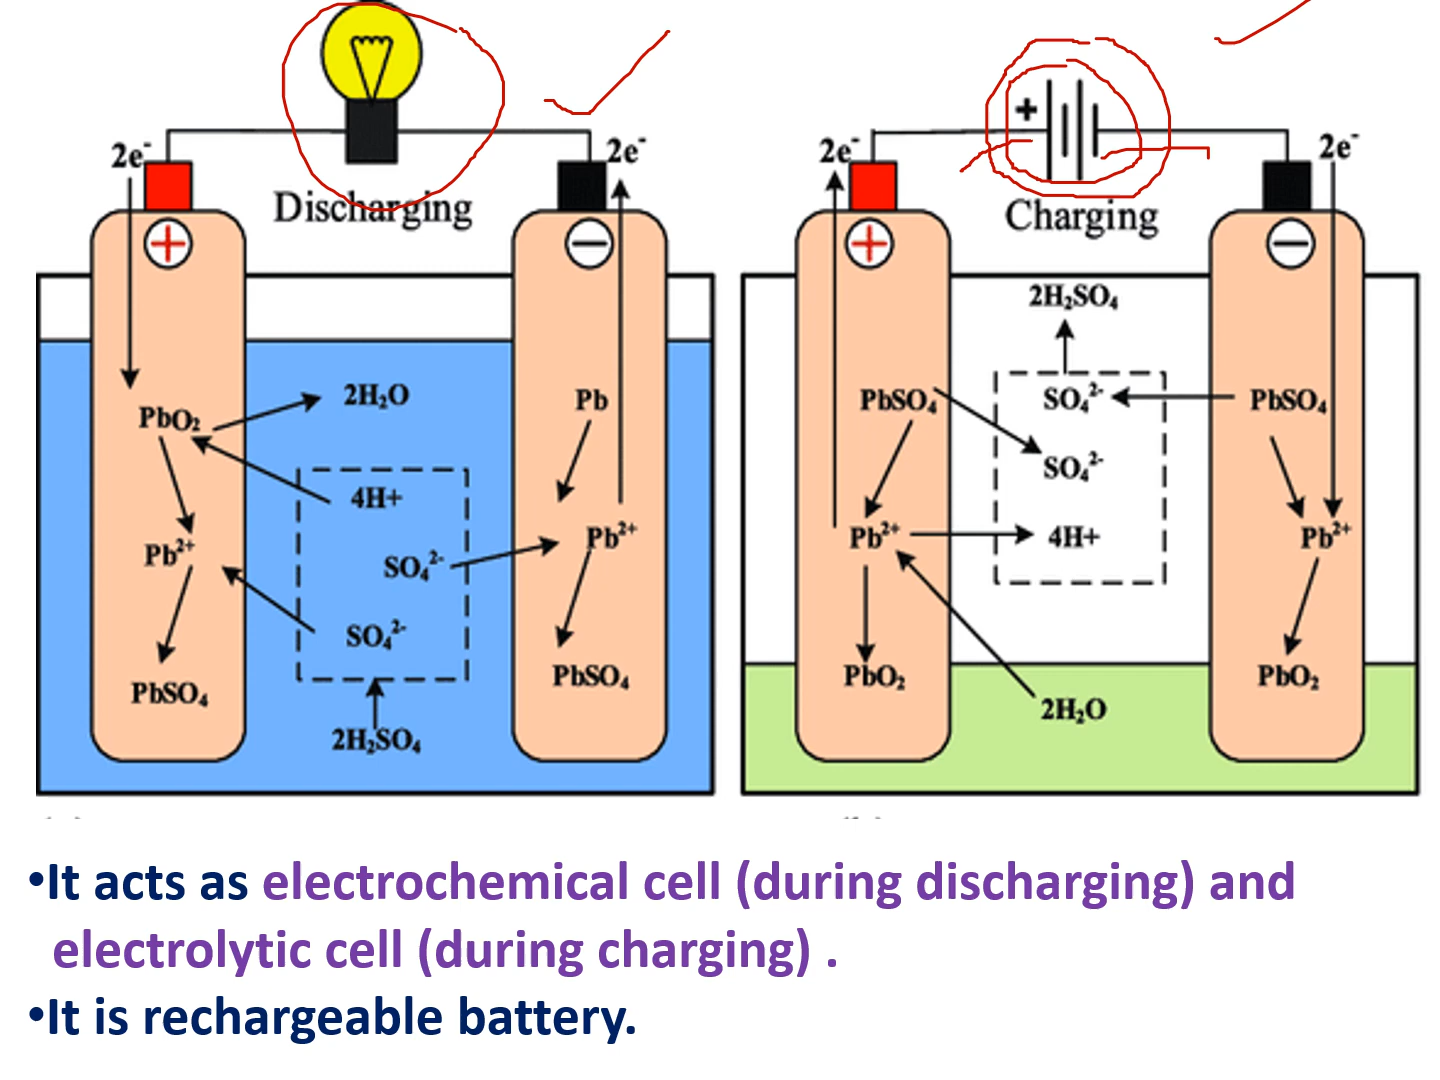 2e⁻
2e⁻
Discharging
+
−
PbO₂
2H₂O
Pb
4H+
Pb²⁺
SO₄²⁻
Pb²⁺
SO₄²⁻
PbSO₄
PbSO₄
2H₂SO₄
+
2e⁻
2e⁻
Charging
+
−
2H₂SO₄
PbSO₄
SO₄²⁻
PbSO₄
SO₄²⁻
Pb²⁺
4H+
Pb²⁺
PbO₂
PbO₂
2H₂O
•It acts as electrochemical cell (during discharging) and
electrolytic cell (during charging) .
•It is rechargeable battery.